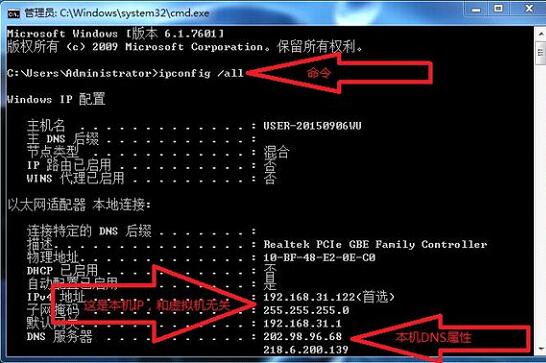 管理员: C:\Windows\system32\cmd.exe
Microsoft Windows [版本 6.1.7601]
版权所有 (c) 2009 Microsoft Corporation。保留所有权利。
C:\Users\Administrator>ipconfig /all
命令
Windows IP 配置
主机名 . . . . . . . . . . . . . : USER-20150906WU
主 DNS 后缀 . . . . . . . . . . . :
节点类型 . . . . . . . . . . . . : 混合
IP 路由已启用 . . . . . . . . . . : 否
WINS 代理已启用 . . . . . . . . . : 否
以太网适配器 本地连接:
连接特定的 DNS 后缀 . . . . . . . :
描述. . . . . . . . . . . . . . . : Realtek PCIe GBE Family Controller
物理地址. . . . . . . . . . . . . : 10-BF-48-E2-0E-C0
DHCP 已启用 . . . . . . . . . . . : 否
自动配置已启用. . . . . . . . . . : 是
IPv4 地址 . . . . . . . . . . . . : 192.168.31.122(首选)
这是本机IP，和虚拟机无关
子网掩码 . . . . . . . . . . . . : 255.255.255.0
默认网关. . . . . . . . . . . . . : 192.168.31.1
DNS 服务器 . . . . . . . . . . . : 202.98.96.68
本机DNS属性
218.6.200.139